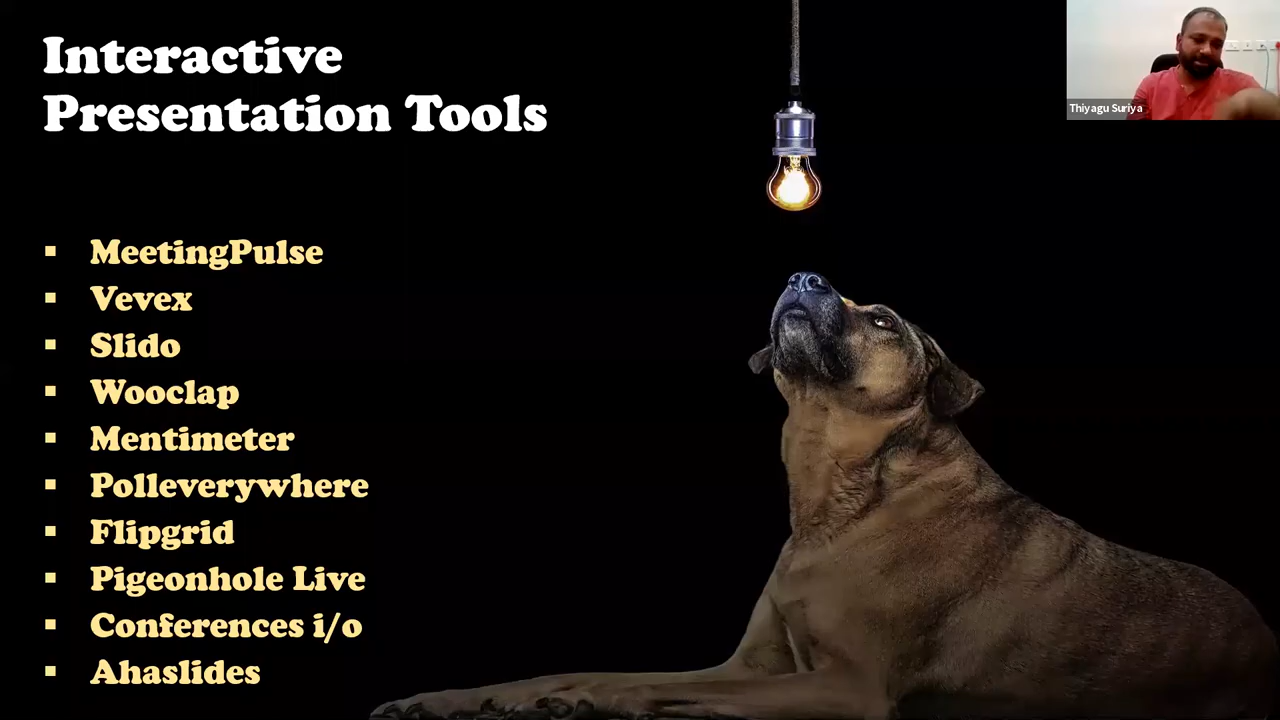 Interactive
Presentation Tools
Thiyagu Suriya
▪ MeetingPulse
▪ Vevex
▪ Slido
▪ Wooclap
▪ Mentimeter
▪ Polleverywhere
▪ Flipgrid
▪ Pigeonhole Live
▪ Conferences i/o
▪ Ahaslides